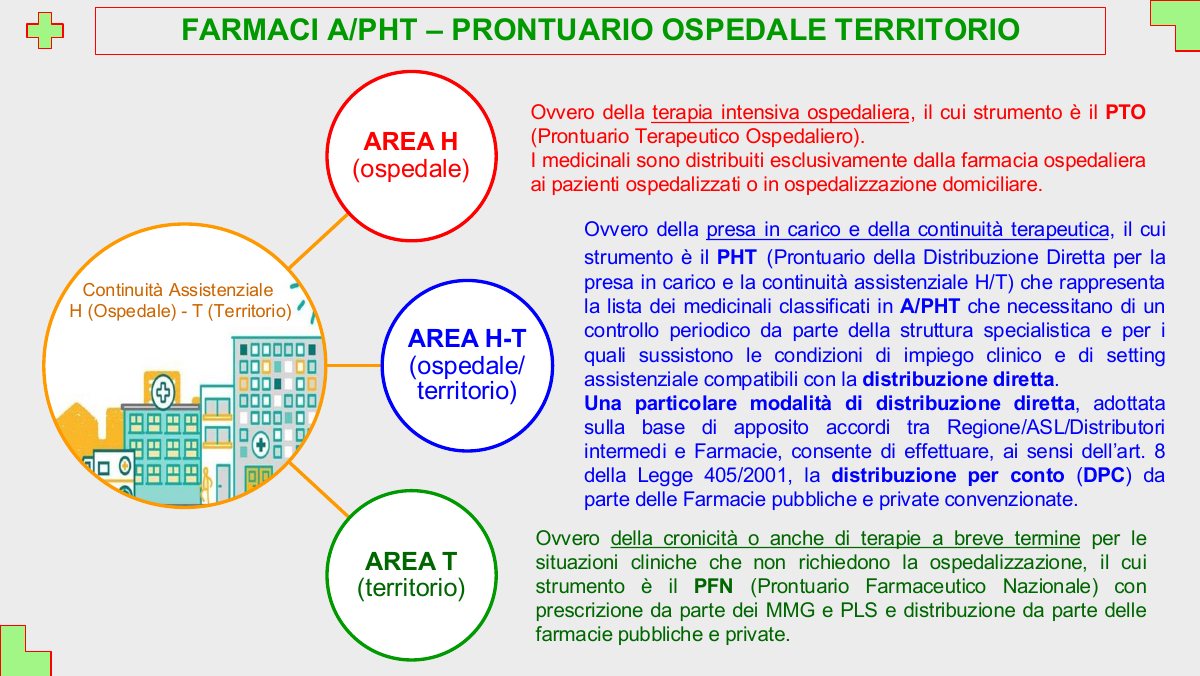 FARMACI A/PHT – PRONTUARIO OSPEDALE TERRITORIO
AREA H
(ospedale)
Ovvero della terapia intensiva ospedaliera, il cui strumento è il PTO
(Prontuario Terapeutico Ospedaliero).
I medicinali sono distribuiti esclusivamente dalla farmacia ospedaliera
ai pazienti ospedalizzati o in ospedalizzazione domiciliare.
Continuità Assistenziale
H (Ospedale) - T (Territorio)
AREA H-T
(ospedale/
territorio)
Ovvero della presa in carico e della continuità terapeutica, il cui
strumento è il PHT (Prontuario della Distribuzione Diretta per la
presa in carico e la continuità assistenziale H/T) che rappresenta
la lista dei medicinali classificati in A/PHT che necessitano di un
controllo periodico da parte della struttura specialistica e per i
quali sussistono le condizioni di impiego clinico e di setting
assistenziale compatibili con la distribuzione diretta.
Una particolare modalità di distribuzione diretta, adottata
sulla base di apposito accordi tra Regione/ASL/Distributori
intermedi e Farmacie, consente di effettuare, ai sensi dell’art. 8
della Legge 405/2001, la distribuzione per conto (DPC) da
parte delle Farmacie pubbliche e private convenzionate.
AREA T
(territorio)
Ovvero della cronicità o anche di terapie a breve termine per le
situazioni cliniche che non richiedono la ospedalizzazione, il cui
strumento è il PFN (Prontuario Farmaceutico Nazionale) con
prescrizione da parte dei MMG e PLS e distribuzione da parte delle
farmacie pubbliche e private.